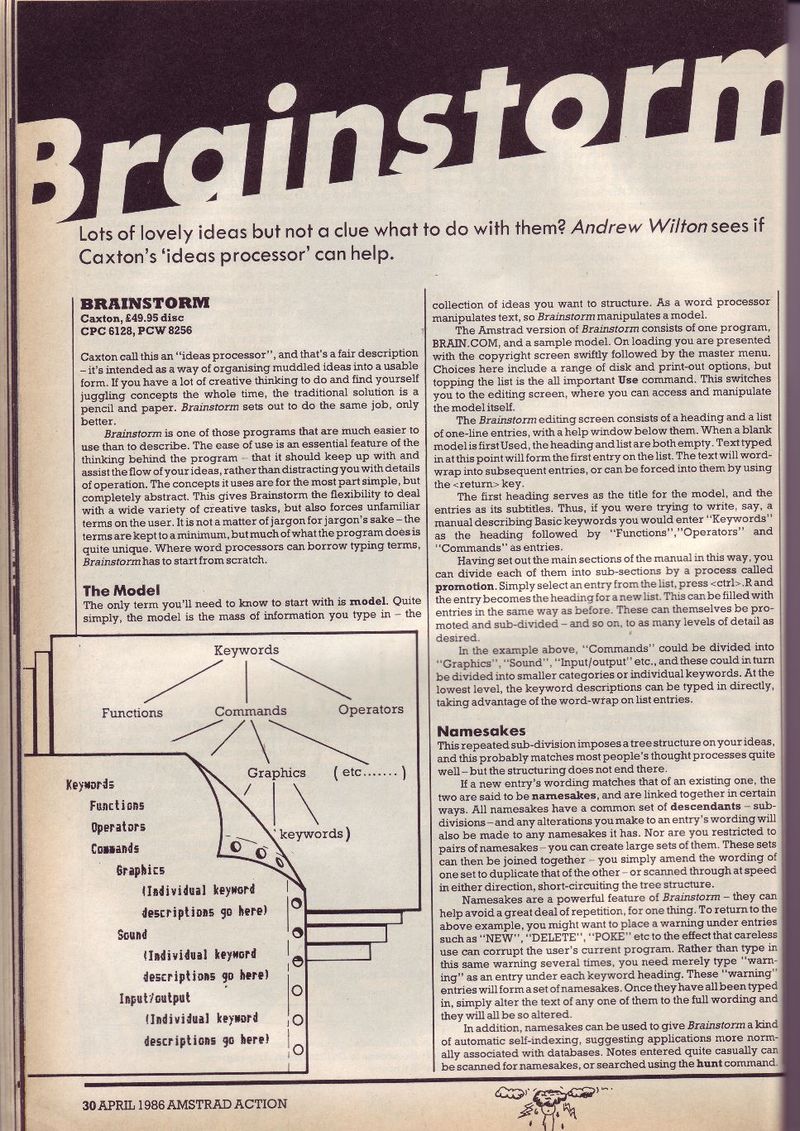 Brainstorm
Lots of lovely ideas but not a clue what to do with them? Andrew Wilton sees if
Caxton's 'ideas processor' can help.
BRAINSTORM
Caxton, £49.95 disc
CPC 6128, PCW 8256
Caxton call this an "ideas processor", and that's a fair description
– it's intended as a way of organising muddled ideas into a usable
form. If you have a lot of creative thinking to do and find yourself
juggling concepts the whole time, the traditional solution is a
pencil and paper. Brainstorm sets out to do the same job, only
better.
Brainstorm is one of those programs that are much easier to
use than to describe. The ease of use is an essential feature of the
thinking behind the program – that it should keep up with and
assist the flow of your ideas, rather than distracting you with details
of operation. The concepts it uses are for the most part simple, but
completely abstract. This gives Brainstorm the flexibility to deal
with a wide variety of creative tasks, but also forces unfamiliar
terms on the user. It is not a matter of jargon for jargon's sake – the
terms are kept to a minimum, but much of what the program does is
quite unique. Where word processors can borrow typing terms,
Brainstorm has to start from scratch.
The Model
The only term you'll need to know to start with is model. Quite
simply, the model is the mass of information you type in – the
Keywords
Functions Commands Operators
Graphics (etc.......)
keywords)
Keywords
Functions
Operators
Commands
Graphics
(Individual keyword
descriptions go here)
Sound
(Individual keyword
descriptions go here)
Input/output
(Individual keyword
descriptions go here)
collection of ideas you want to structure. As a word processor
manipulates text, so Brainstorm manipulates a model.
The Amstrad version of Brainstorm consists of one program,
BRAIN.COM, and a sample model. On loading you are presented
with the copyright screen swiftly followed by the master menu.
Choices here include a range of disk and print-out options, but
topping the list is the all important Use command. This switches
you to the editing screen, where you can access and manipulate
the model itself.
The Brainstorm editing screen consists of a heading and a list
of one-line entries, with a help window below them. When a blank
model is first Used, the heading and list are both empty. Text typed
in at this point will form the first entry on the list. The text will word-
wrap into subsequent entries, or can be forced into them by using
the <return> key.
The first heading serves as the title for the model, and the
entries as its subtitles. Thus, if you were trying to write, say, a
manual describing Basic keywords you would enter "Keywords"
as the heading followed by "Functions","Operators" and
"Commands" as entries.
Having set out the main sections of the manual in this way, you
can divide each of them into sub-sections by a process called
promotion. Simply select an entry from the list, press <ctrl>.R and
the entry becomes the heading for a new list. This can be filled with
entries in the same way as before. These can themselves be pro-
moted and sub-divided – and so on, to as many levels of detail as
desired.
In the example above, "Commands" could be divided into
"Graphics", "Sound", "Input/output" etc., and these could in turn
be divided into smaller categories or individual keywords. At the
lowest level, the keyword descriptions can be typed in directly,
taking advantage of the word-wrap on list entries.
Namesakes
This repeated sub-division imposes a tree structure on your ideas,
and this probably matches most people's thought processes quite
well – but the structuring does not end there.
If a new entry's wording matches that of an existing one, the
two are said to be namesakes, and are linked together in certain
ways. All namesakes have a common set of descendants – sub-
divisions – and any alterations you make to an entry's wording will
also be made to any namesakes it has. Nor are you restricted to
pairs of namesakes – you can create large sets of them. These sets
can then be joined together – you simply amend the wording of
one set to duplicate that of the other – or scanned through at speed
in either direction, short-circuiting the tree structure.
Namesakes are a powerful feature of Brainstorm – they can
help avoid a great deal of repetition, for one thing. To return to the
above example, you might want to place a warning under entries
such as "NEW", "DELETE", "POKE" etc to the effect that careless
use can corrupt the user's current program. Rather than type in
this same warning several times, you need merely type "warn-
ing" as an entry under each keyword heading. These "warning"
entries will form a set of namesakes. Once they have all been typed
in, simply alter the text of any one of them to the full wording and
they will all be so altered.
In addition, namesakes can be used to give Brainstorm a kind
of automatic self-indexing, suggesting applications more norm-
ally associated with databases. Notes entered quite casually can
be scanned for namesakes, or searched using the hunt command.
30 APRIL 1986 AMSTRAD ACTION